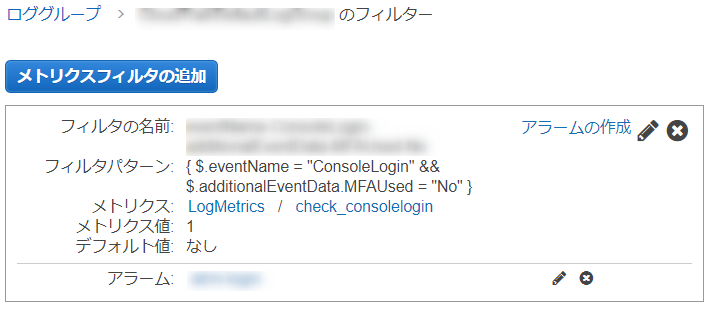 ロググループ > のフィルター
メトリクスフィルタの追加
フィルタの名前:
アラームの作成
フィルタパターン: { $.eventName = "ConsoleLogin" &&
$.additionalEventData.MFAUsed = "No" }
メトリクス: LogMetrics / check_consolelogin
メトリクス値: 1
デフォルト値: なし
アラーム: